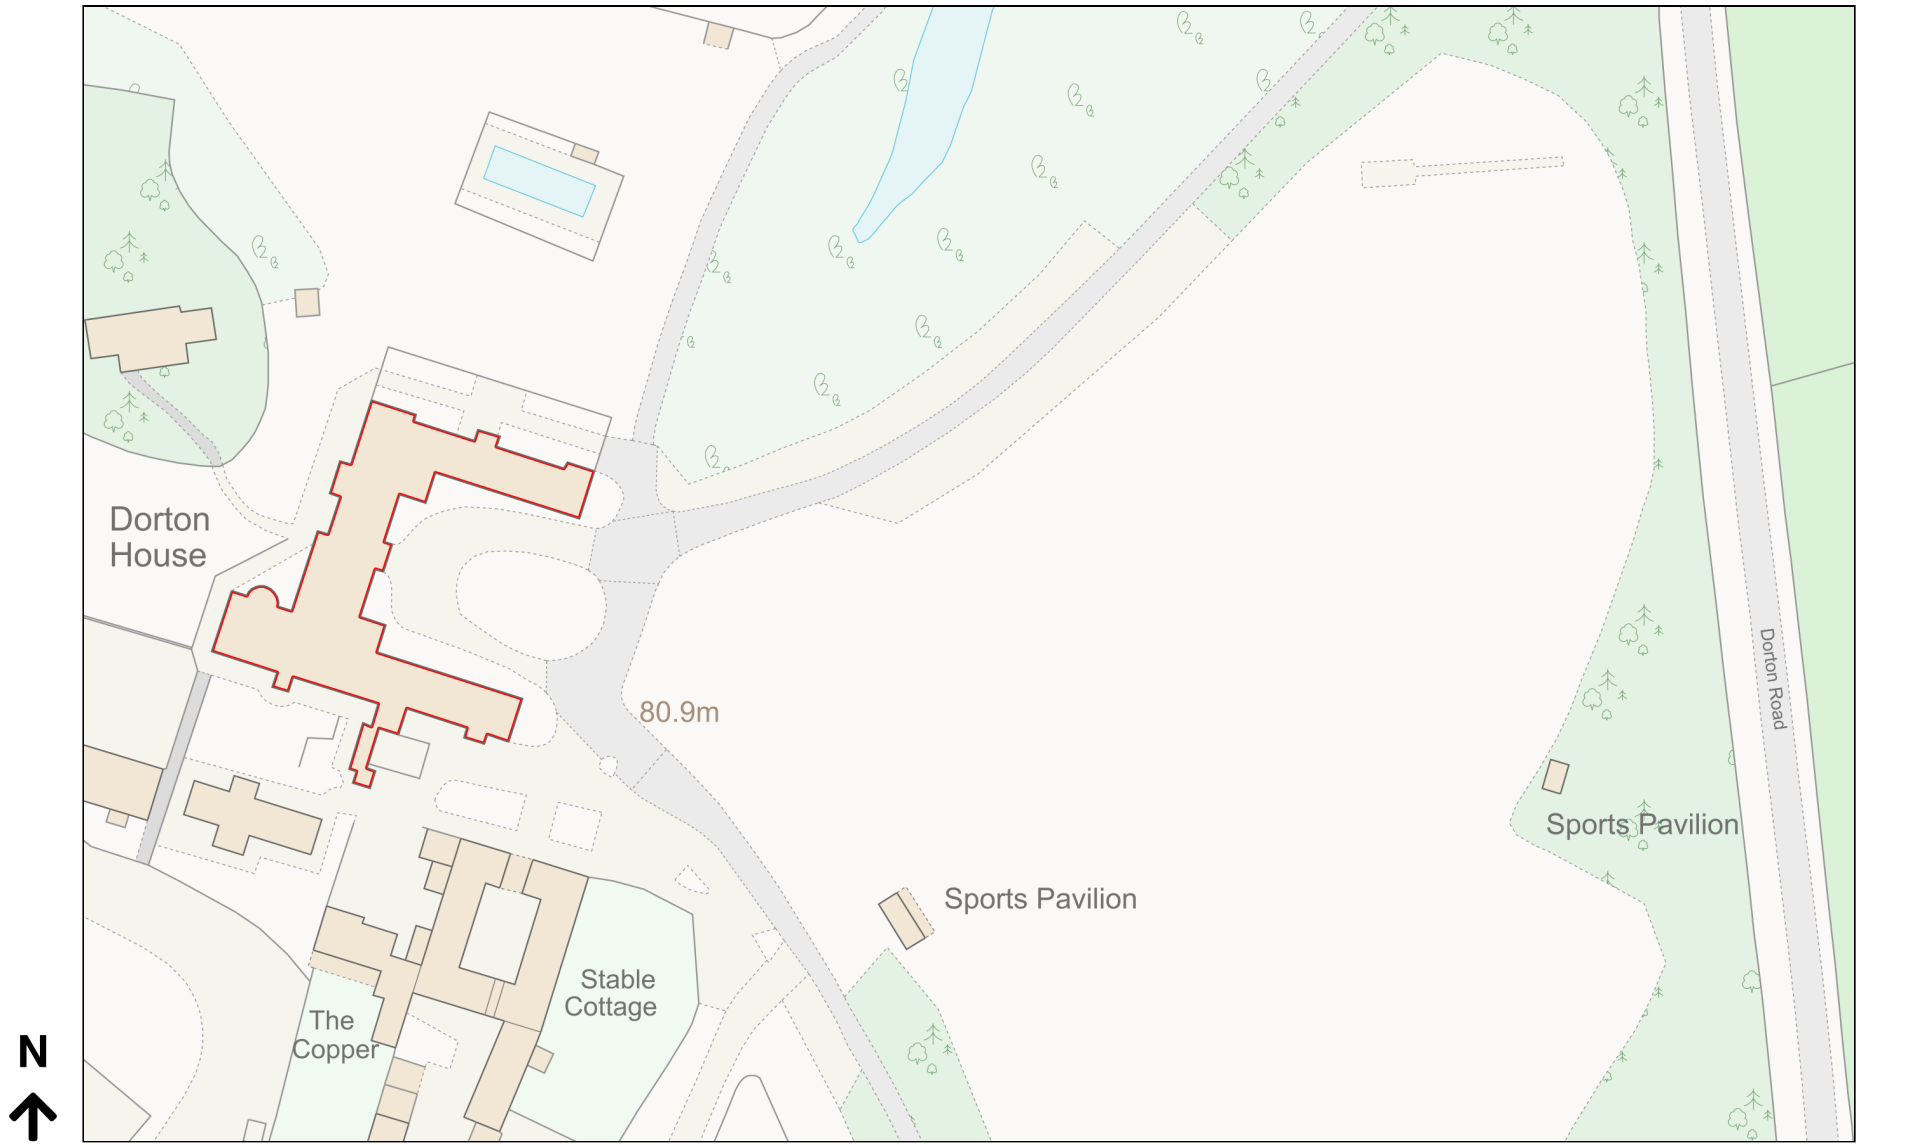 Dorton
House
80.9m
Dorton Road
Sports Pavilion
Sports Pavilion
Stable
Cottage
The
Copper
N